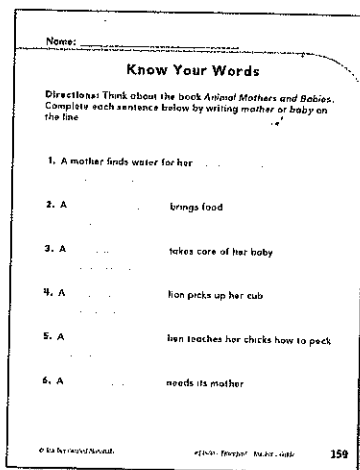 Name:
Know Your Words
Directions: Think about the book Animal Mothers and Babies.
Complete each sentence below by writing mother or baby on
the line
1. A mother finds water for her
2. A brings food
3. A takes care of her baby
4. A lion picks up her cub
5. A hen teaches her chicks how to peck
6. A needs its mother
© Teacher Created Materials
159